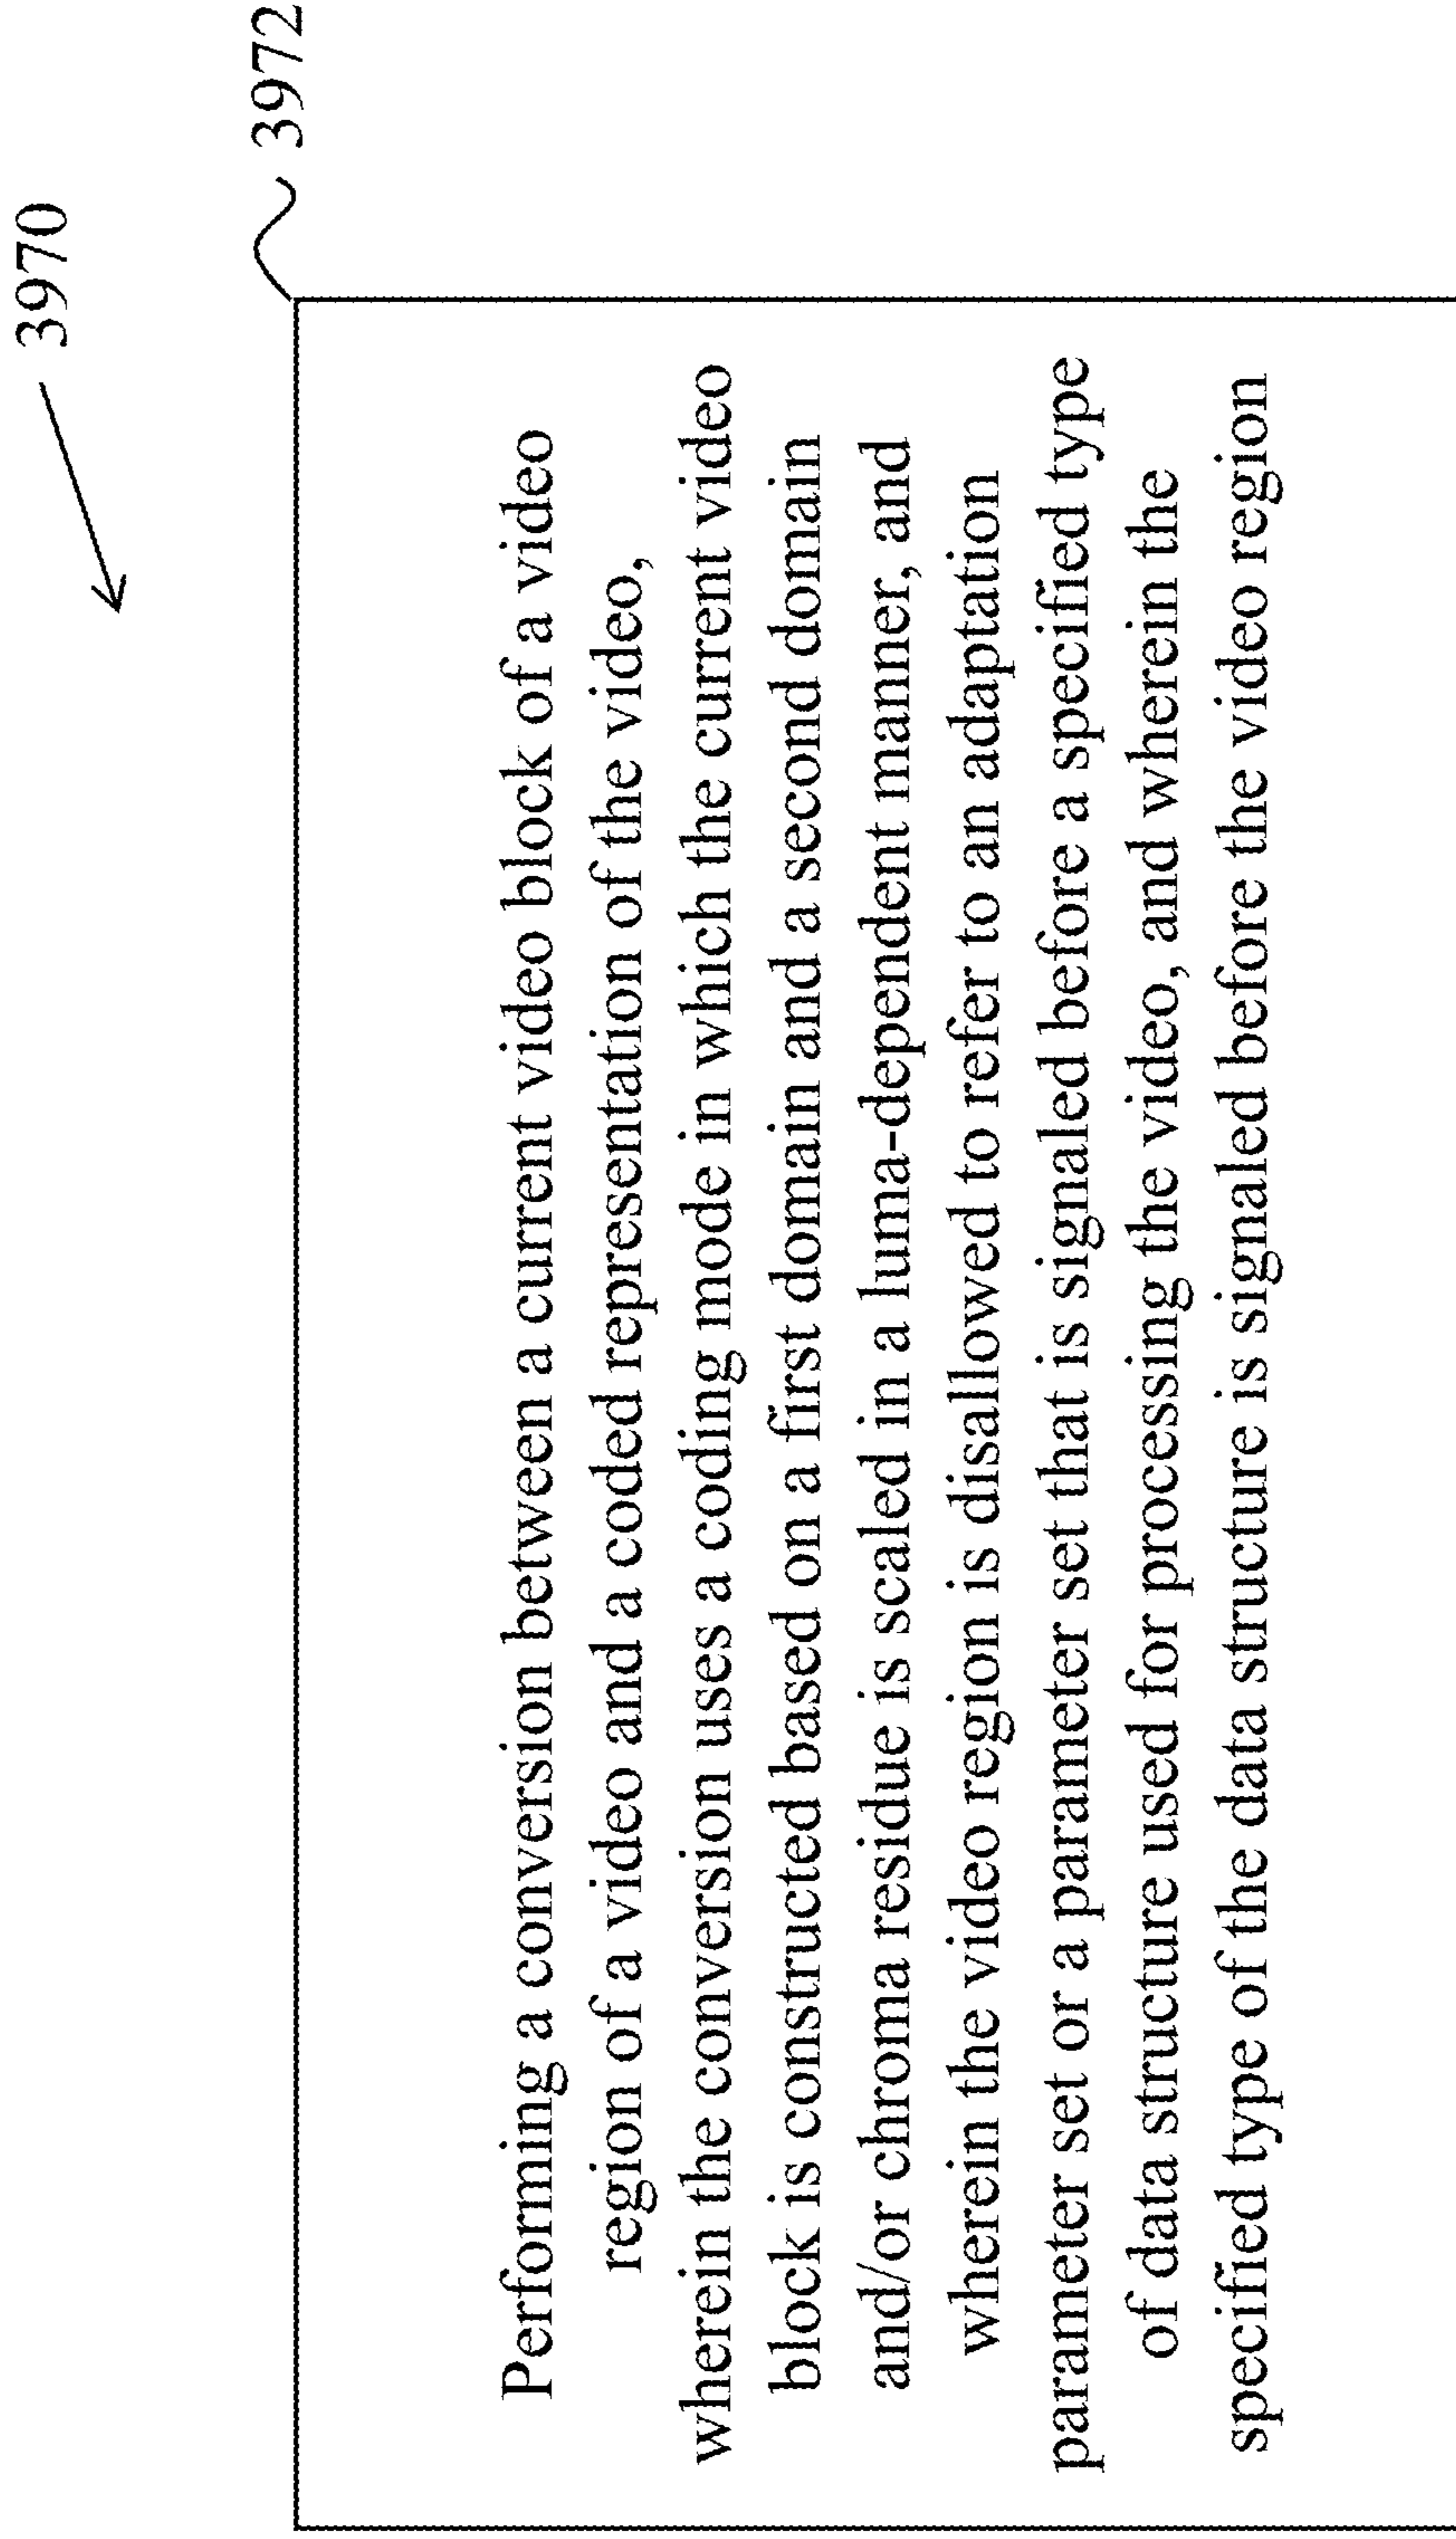 3970
3972
Performing a conversion between a current video block of a video
region of a video and a coded representation of the video,
wherein the conversion uses a coding mode in which the current video
block is constructed based on a first domain and a second domain
and/or chroma residue is scaled in a luma-dependent manner, and
wherein the video region is disallowed to refer to an adaptation
parameter set or a parameter set that is signaled before a specified type
of data structure used for processing the video, and wherein the
specified type of the data structure is signaled before the video region